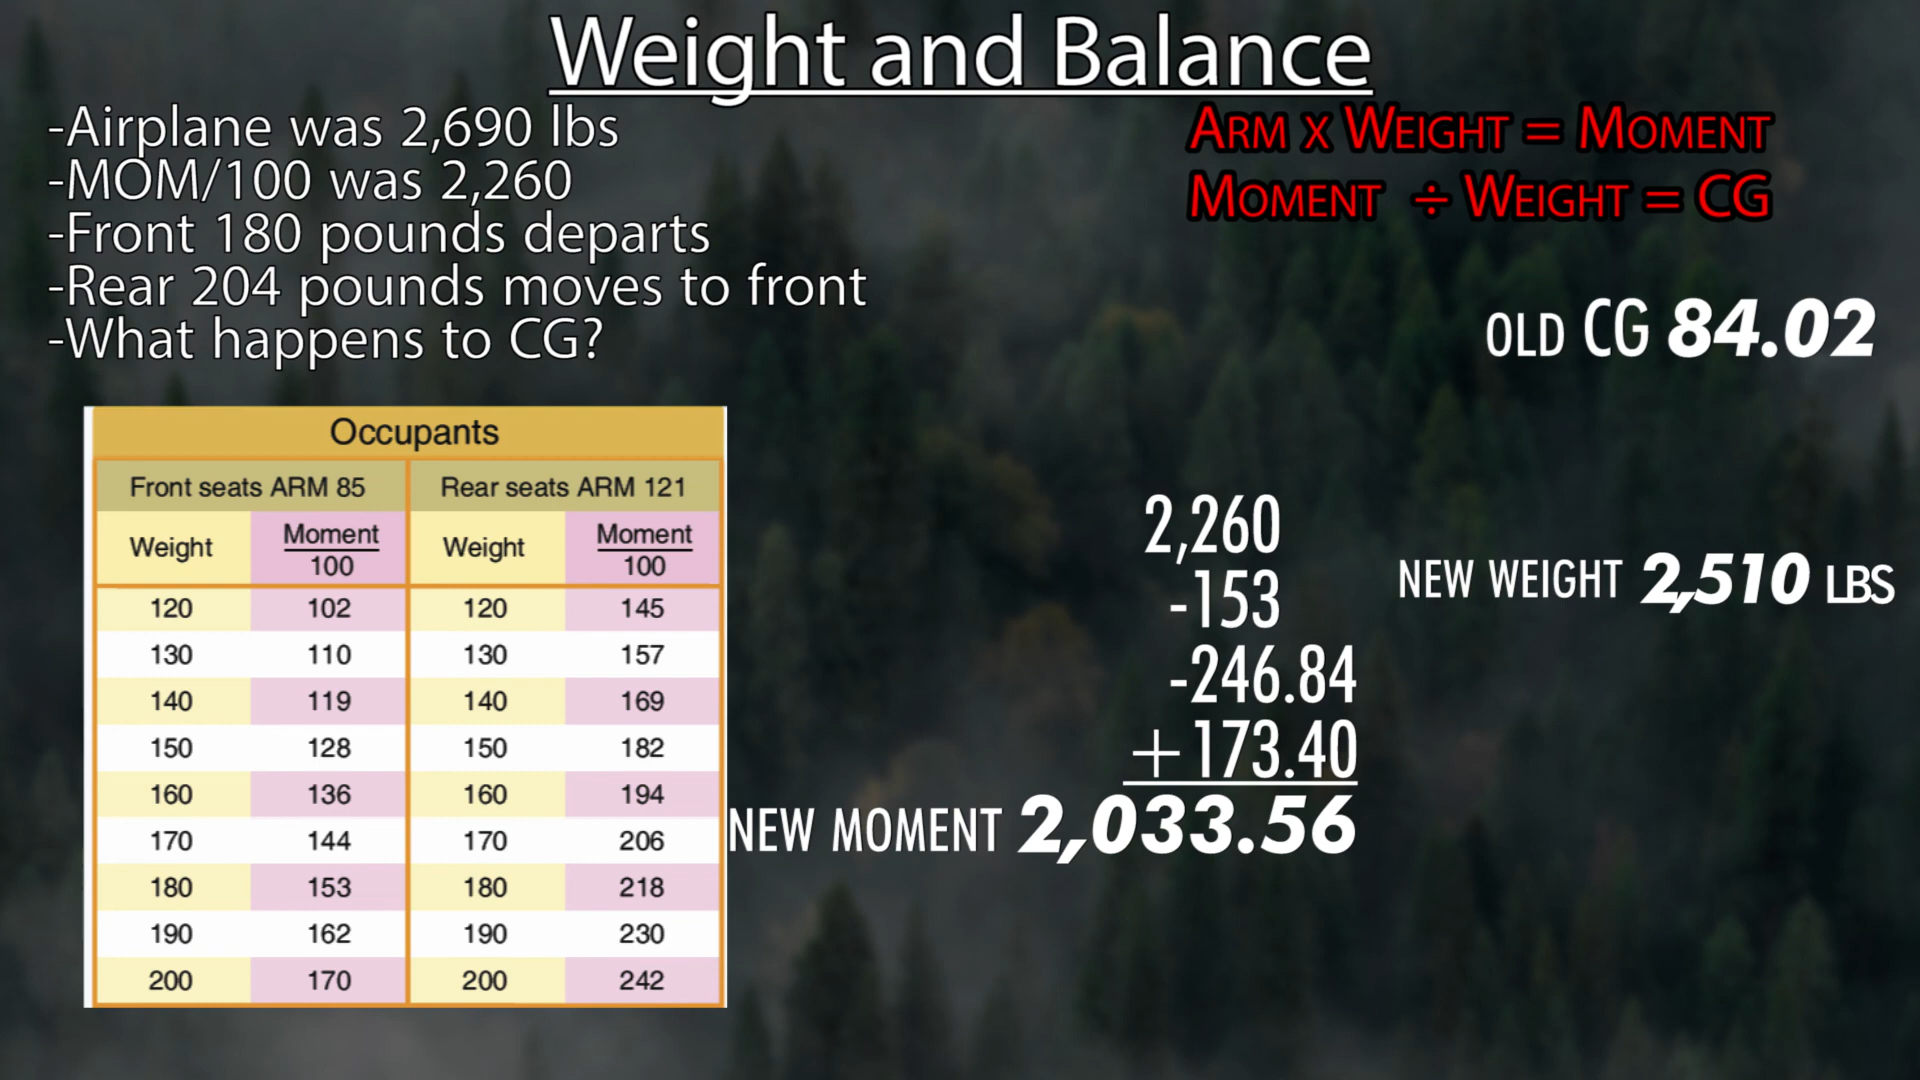 Weight and Balance
-Airplane was 2,690 lbs
-MOM/100 was 2,260
-Front 180 pounds departs
-Rear 204 pounds moves to front
-What happens to CG?
ARM X WEIGHT = MOMENT
MOMENT ÷ WEIGHT = CG
OLD CG 84.02
Occupants
Front seats ARM 85 Rear seats ARM 121
Weight Moment/100 Weight Moment/100
120 102 120 145
130 110 130 157
140 119 140 169
150 128 150 182
160 136 160 194
170 144 170 206
180 153 180 218
190 162 190 230
200 170 200 242
2,260
-153
-246.84
+173.40
NEW MOMENT 2,033.56
NEW WEIGHT 2,510 LBS